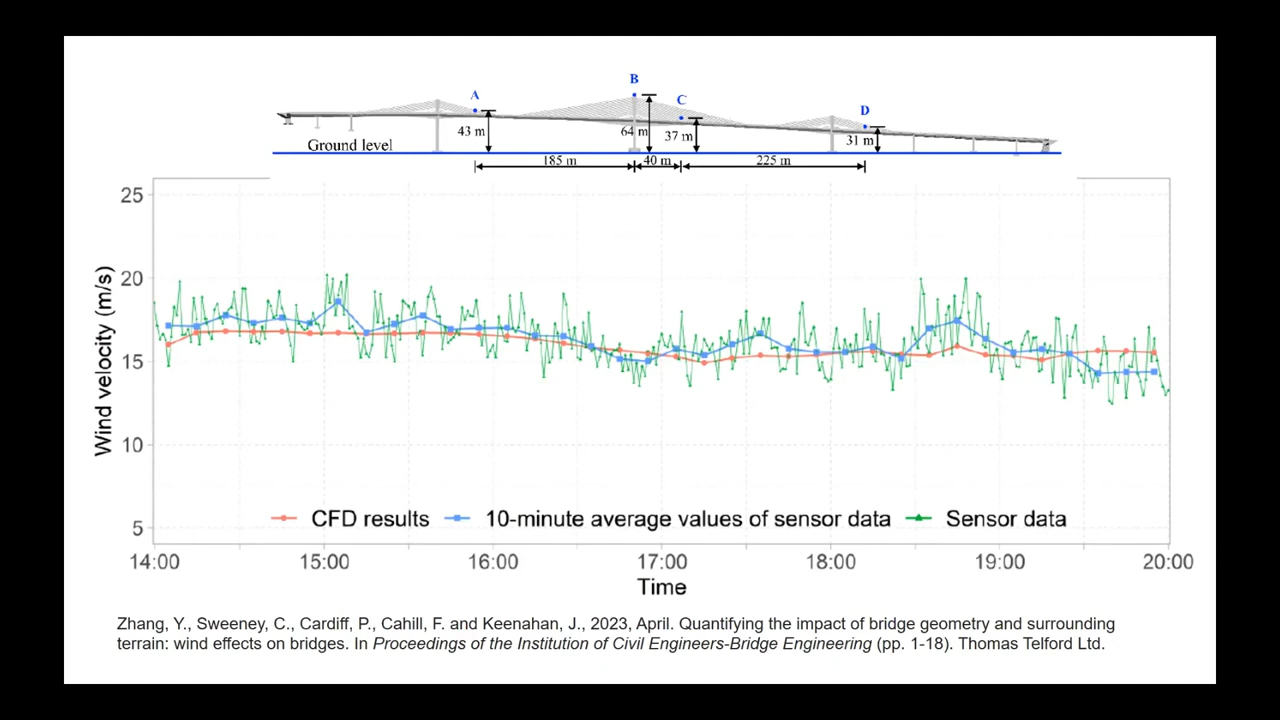 B
A
C
D
43 m
64 m
37 m
31 m
Ground level
185 m
40 m
225 m
25
20
15
10
5
Wind velocity (m/s)
CFD results
10-minute average values of sensor data
Sensor data
14:00
15:00
16:00
17:00
18:00
19:00
20:00
Time
Zhang, Y., Sweeney, C., Cardiff, P., Cahill, F. and Keenahan, J., 2023, April. Quantifying the impact of bridge geometry and surrounding
terrain: wind effects on bridges. In Proceedings of the Institution of Civil Engineers-Bridge Engineering (pp. 1-18). Thomas Telford Ltd.